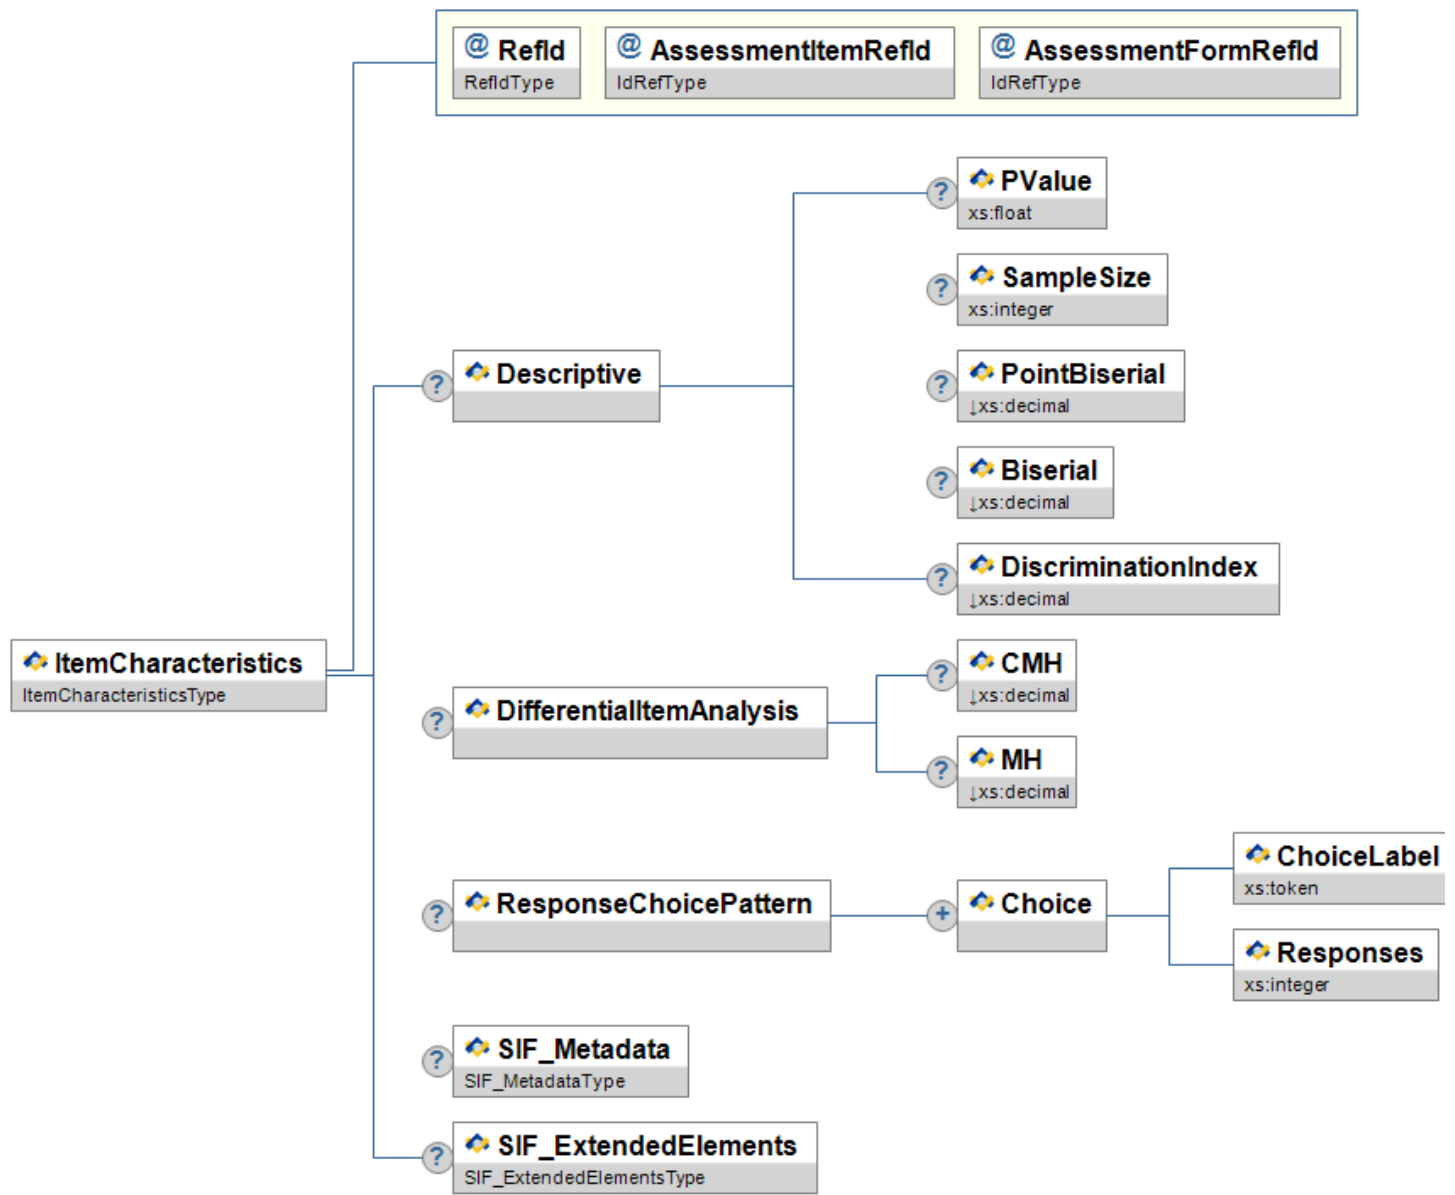 @ RefId
RefIdType
@ AssessmentItemRefId
IdRefType
@ AssessmentFormRefId
IdRefType
? PValue
xs:float
? SampleSize
xs:integer
? Descriptive
? PointBiserial
↓xs:decimal
? Biserial
↓xs:decimal
? DiscriminationIndex
↓xs:decimal
ItemCharacteristics
ItemCharacteristicsType
? CMH
↓xs:decimal
? DifferentialItemAnalysis
? MH
↓xs:decimal
? ResponseChoicePattern
+ Choice
ChoiceLabel
xs:token
Responses
xs:integer
? SIF_Metadata
SIF_MetadataType
? SIF_ExtendedElements
SIF_ExtendedElementsType